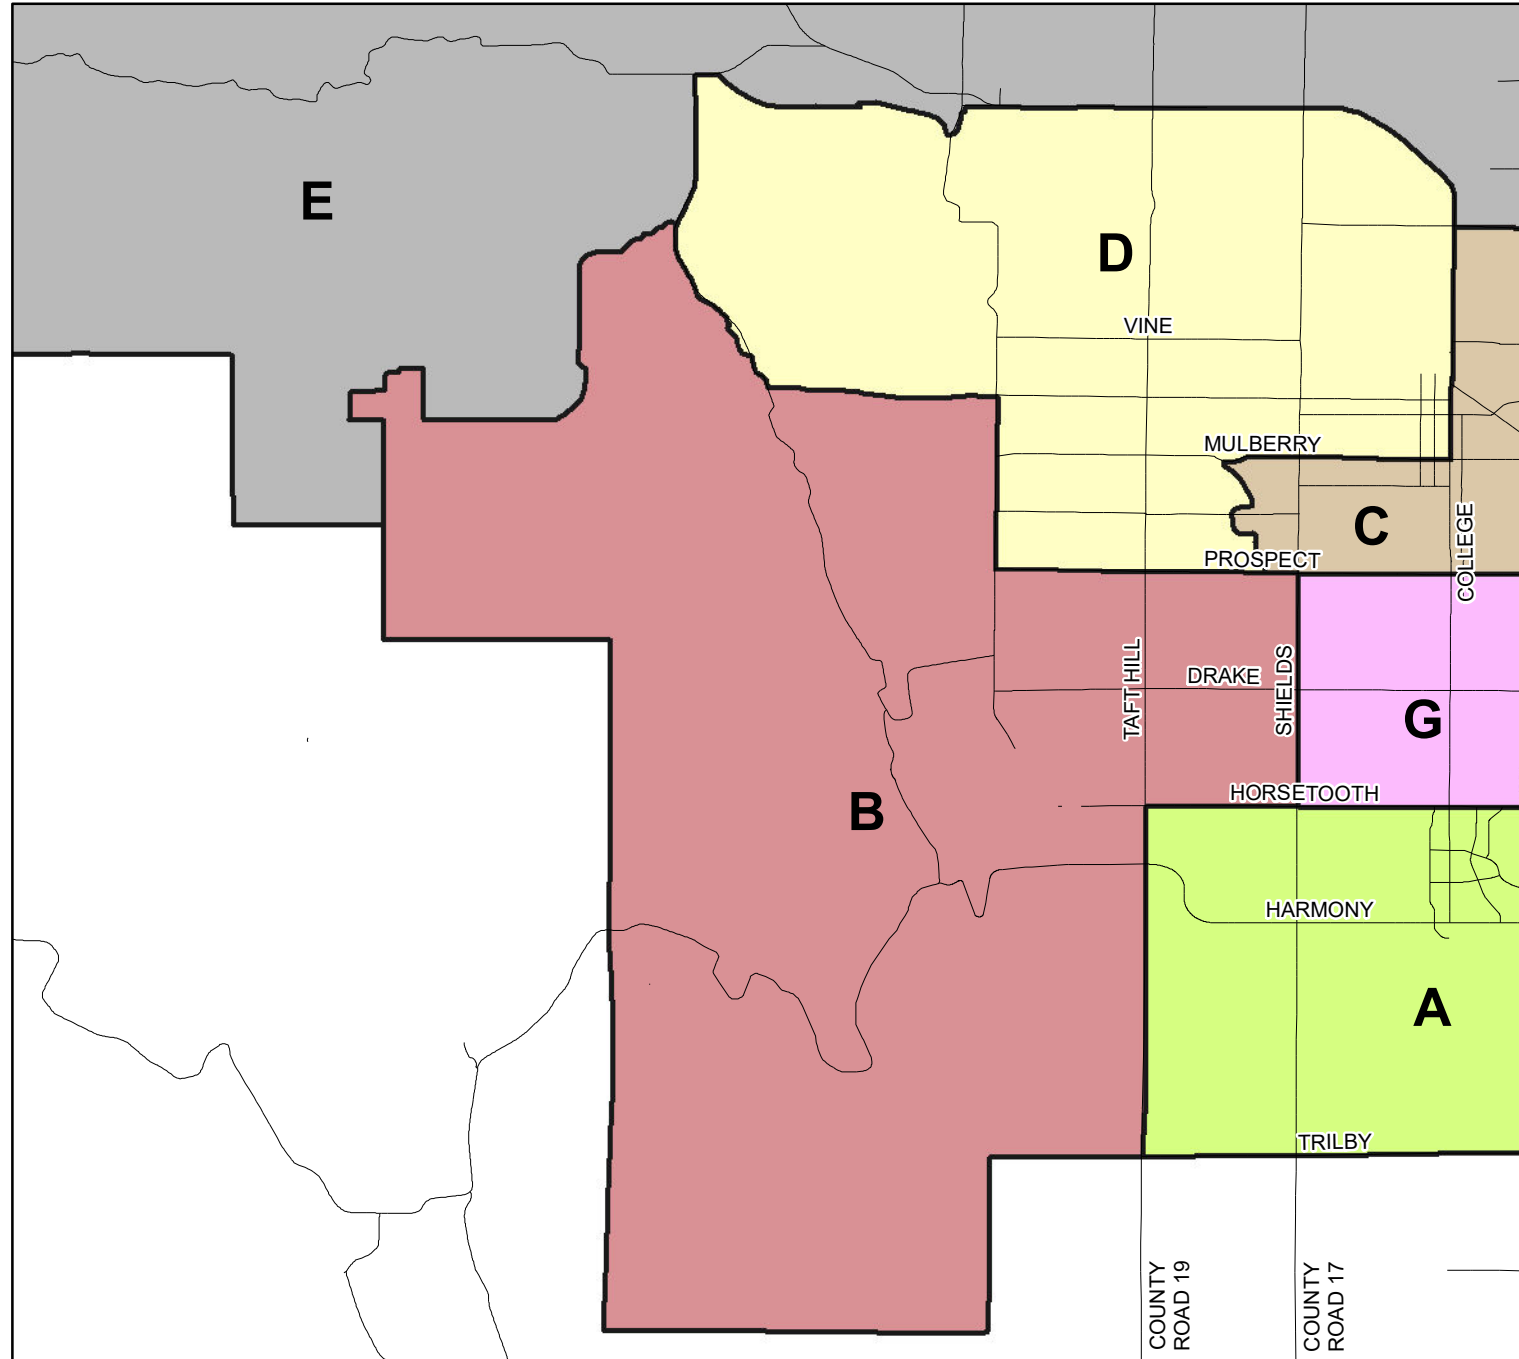 E
D
VINE
MULBERRY
C
COLLEGE
PROSPECT
TAFT HILL
DRAKE
SHIELDS
G
B
HORSETOOTH
HARMONY
A
TRILBY
COUNTY
ROAD 19
COUNTY
ROAD 17